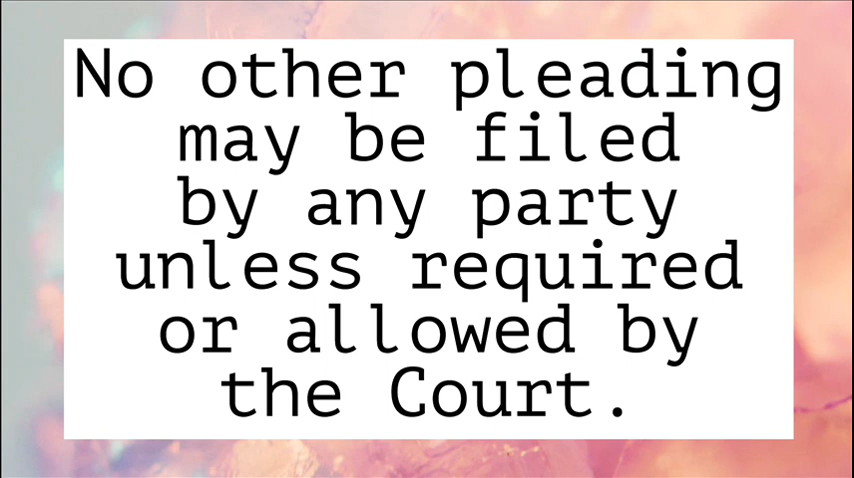 No other pleading
may be filed
by any party
unless required
or allowed by
the Court.